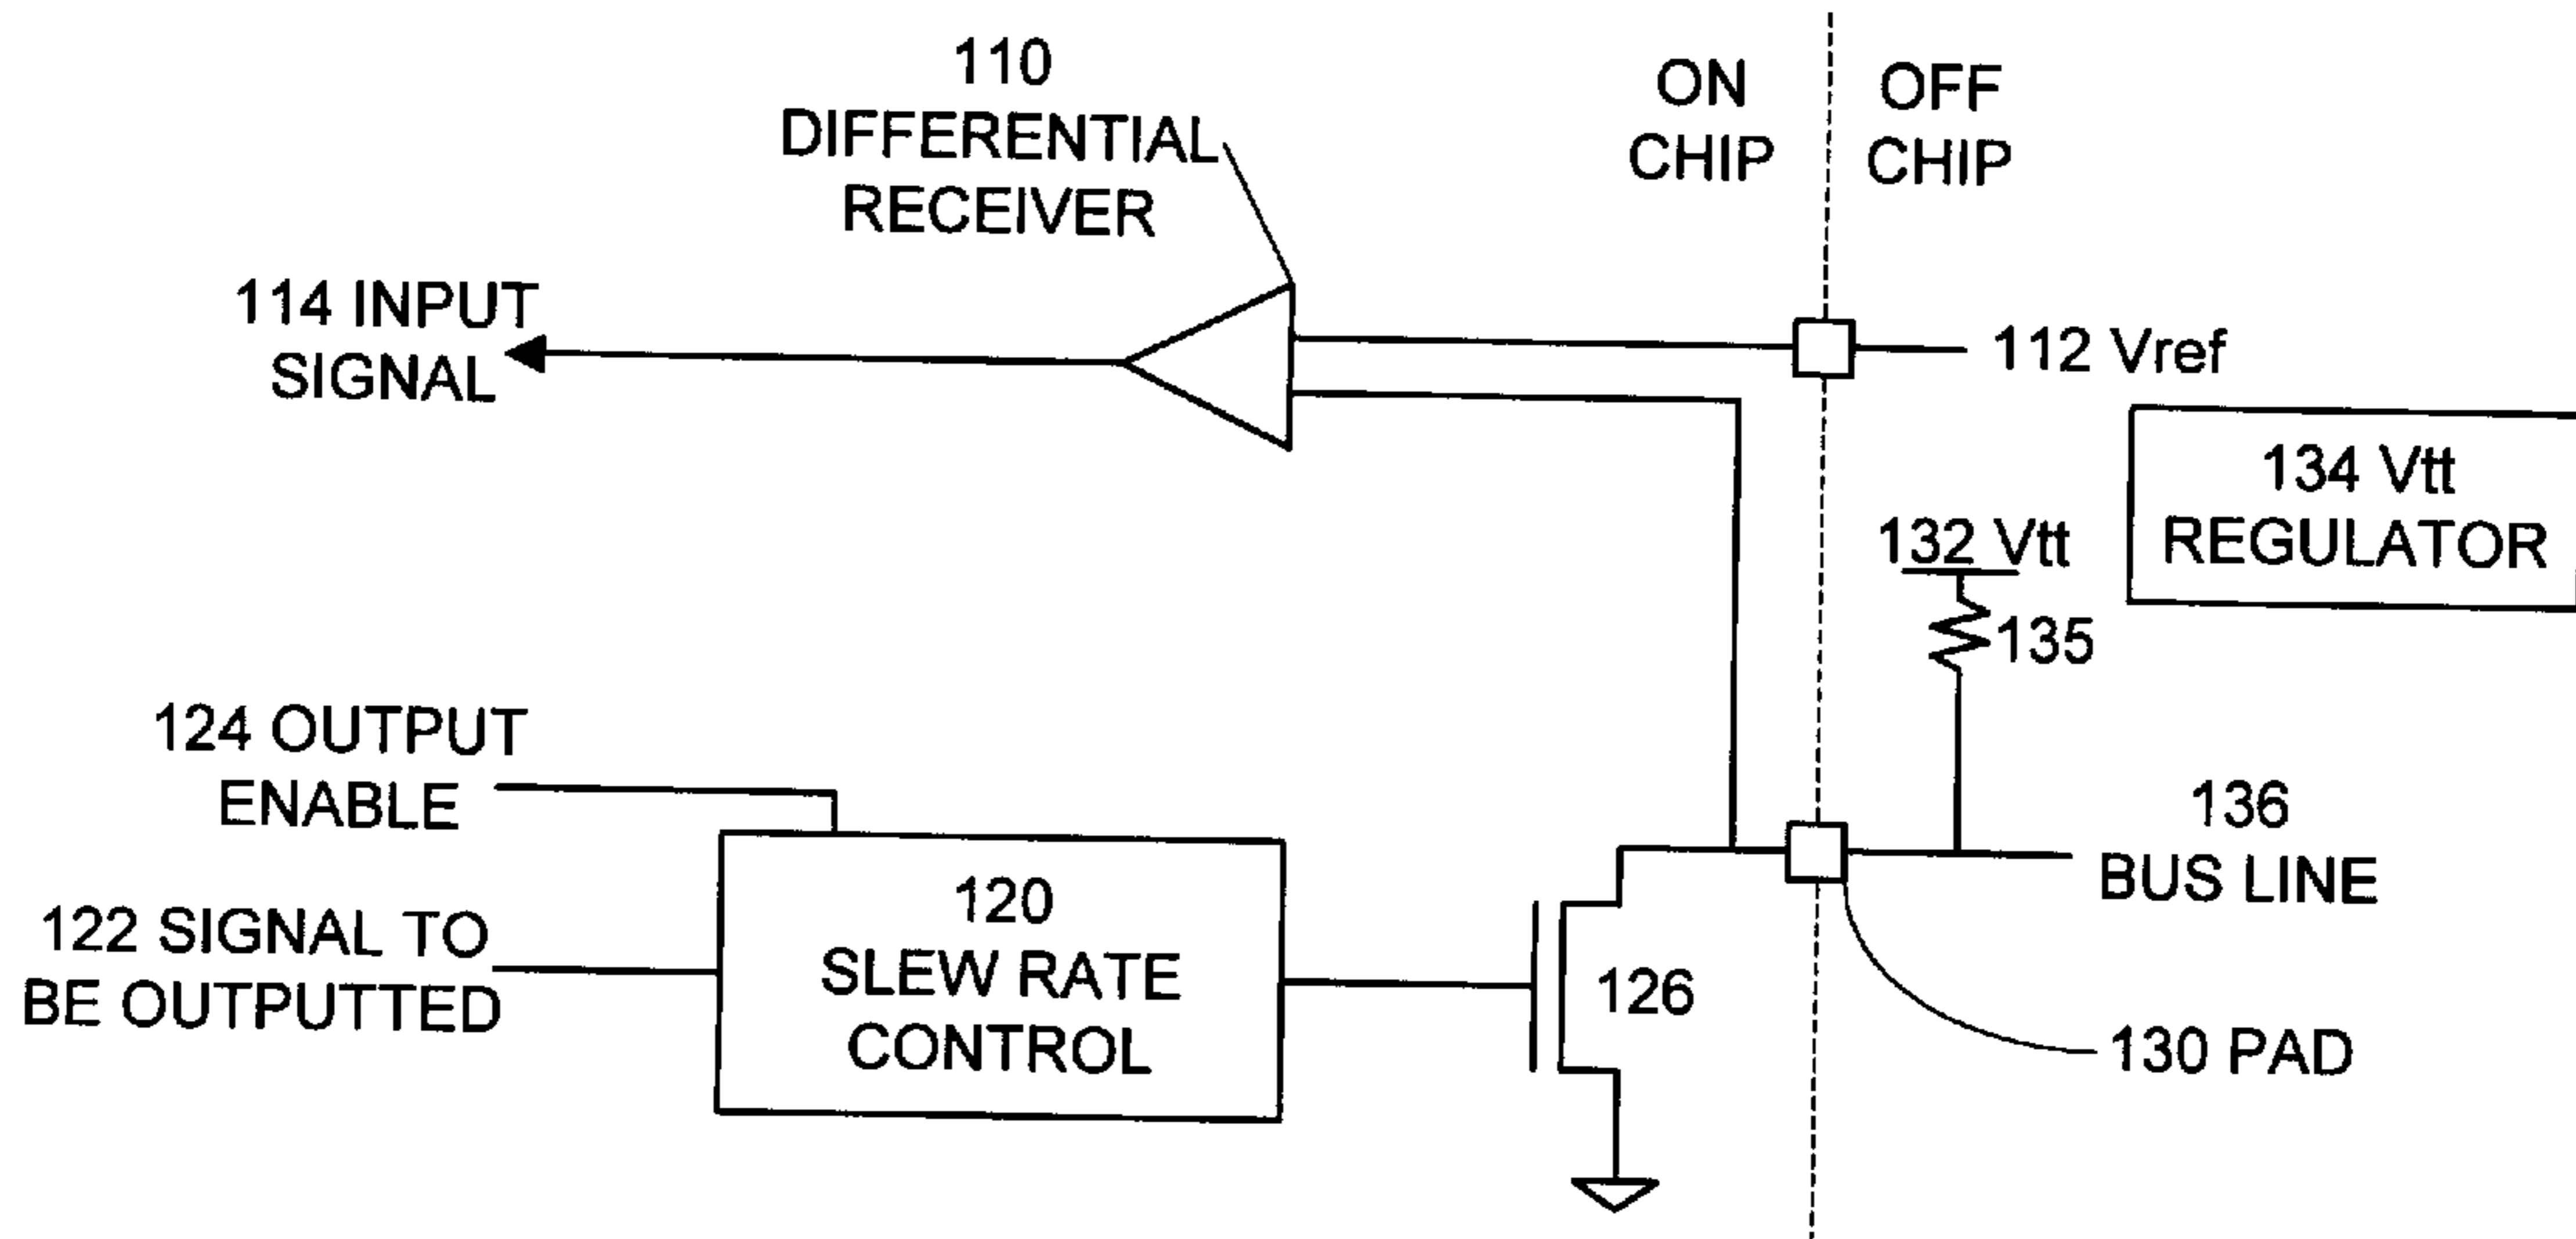 110
DIFFERENTIAL
RECEIVER
ON
CHIP
OFF
CHIP
114 INPUT
SIGNAL
112 Vref
134 Vtt
REGULATOR
132 Vtt
135
124 OUTPUT
ENABLE
136
BUS LINE
120
SLEW RATE
CONTROL
122 SIGNAL TO
BE OUTPUTTED
126
130 PAD